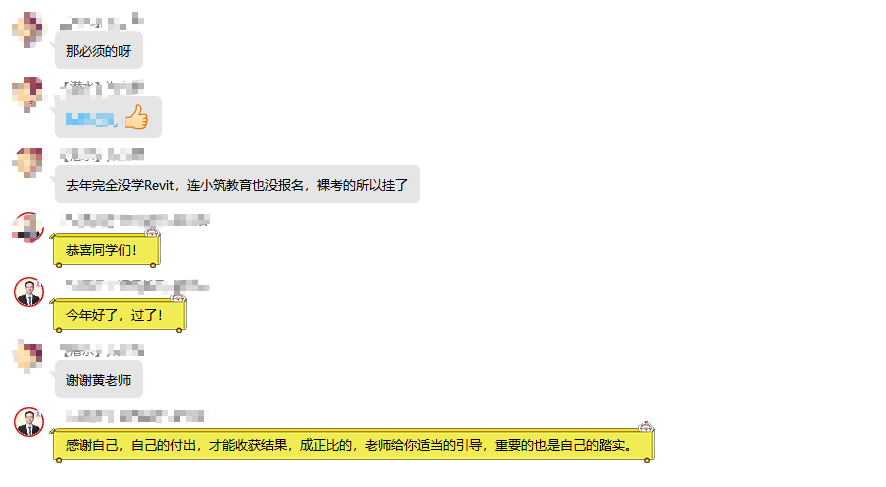 那必须的呀
【潜水】
去年完全没学Revit，连小筑教育也没报名，裸考的所以挂了
恭喜同学们！
今年好了，过了！
【潜水】
谢谢黄老师
感谢自己，自己的付出，才能收获结果，成正比的，老师给你适当的引导，重要的也是自己的踏实。